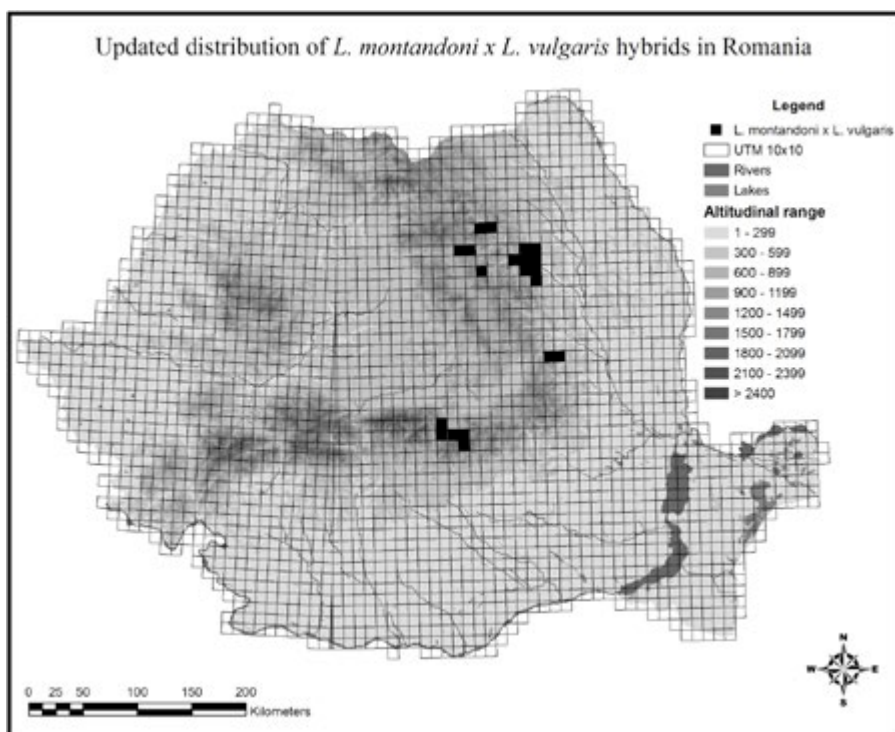 Updated distribution of L. montandoni x L. vulgaris hybrids in Romania
Legend
L. montandoni x L. vulgaris
UTM 10x10
Rivers
Lakes
Altitudinal range
1 - 299
300 - 599
600 - 899
900 - 1199
1200 - 1499
1500 - 1799
1800 - 2099
2100 - 2399
> 2400
N
W E
S
0 25 50 100 150 200
Kilometers